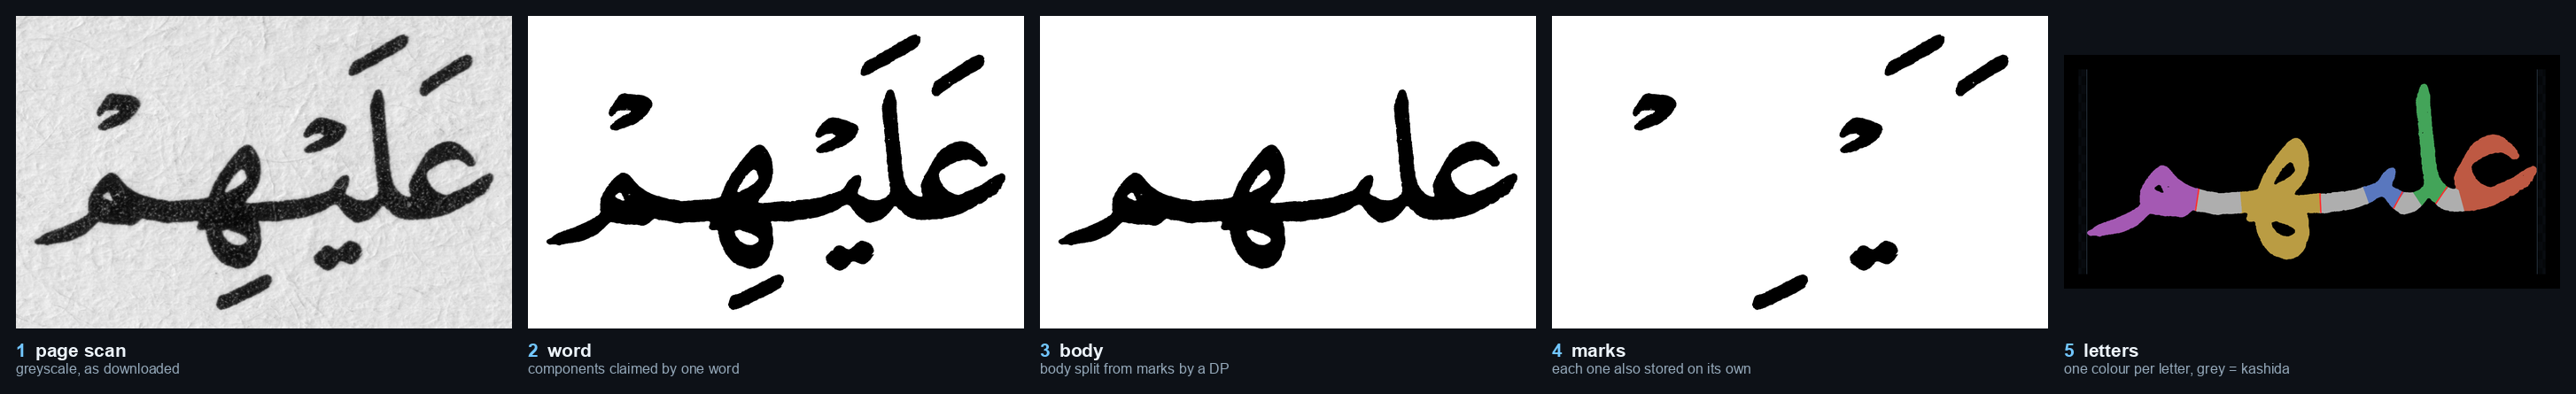 عَلَيْهِمْ عَلَيْهِمْ علىهم
1 page scan
greyscale, as downloaded
2 word
components claimed by one word
3 body
body split from marks by a DP
4 marks
each one also stored on its own
5 letters
one colour per letter, grey = kashida